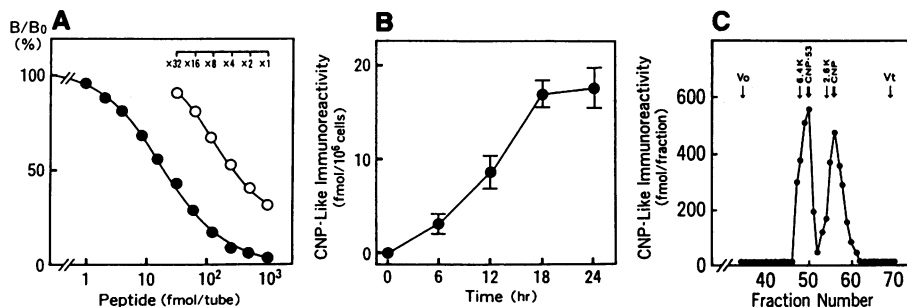 A
B/B₀
(%)
×32 ×16 ×8 ×4 ×2 ×1
100
50
0
1 10 10² 10³
Peptide (fmol/tube)
B
CNP-Like Immunoreactivity
(fmol/10⁶ cells)
20
10
0
0 6 12 18 24
Time (hr)
C
CNP-Like Immunoreactivity
(fmol/fraction)
Vo
6.4K
CNP-53
2.6K
CNP
Vt
600
400
200
0
40 50 60 70
Fraction Number